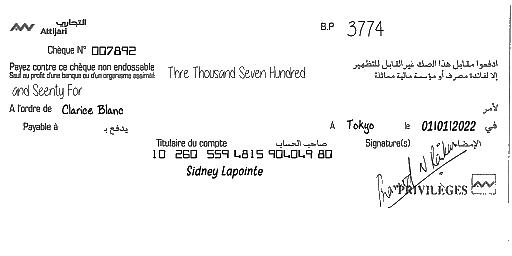 التجاري
Attijari
B.P 3774
Chèque N° 007892
Payez contre ce chèque non endossable
Sauf au profit d'une banque ou d'un organisme assimilé
Thre Thousand Seven Hundred
ادفعوا مقابل هذا الصك غير القابل للتظهير
إلا لفائدة مصرف أو مؤسسة مالية مماثلة
and Seenty For
A l'ordre de Clarice Blanc
لأمر
Payable à يدفع بـ
A Tokyo le 01/01/2022 في
Titulaire du compte صاحب الحساب
Signature(s) الإمضاء
10 260 559 4815 904049 80
Sidney Lapointe
PRIVILÈGES